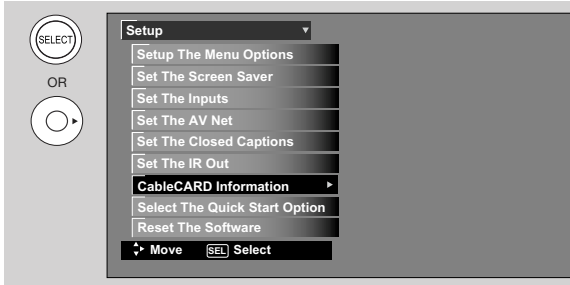 SELECT
OR
Setup
Setup The Menu Options
Set The Screen Saver
Set The Inputs
Set The AV Net
Set The Closed Captions
Set The IR Out
CableCARD Information
Select The Quick Start Option
Reset The Software
Move SEL Select